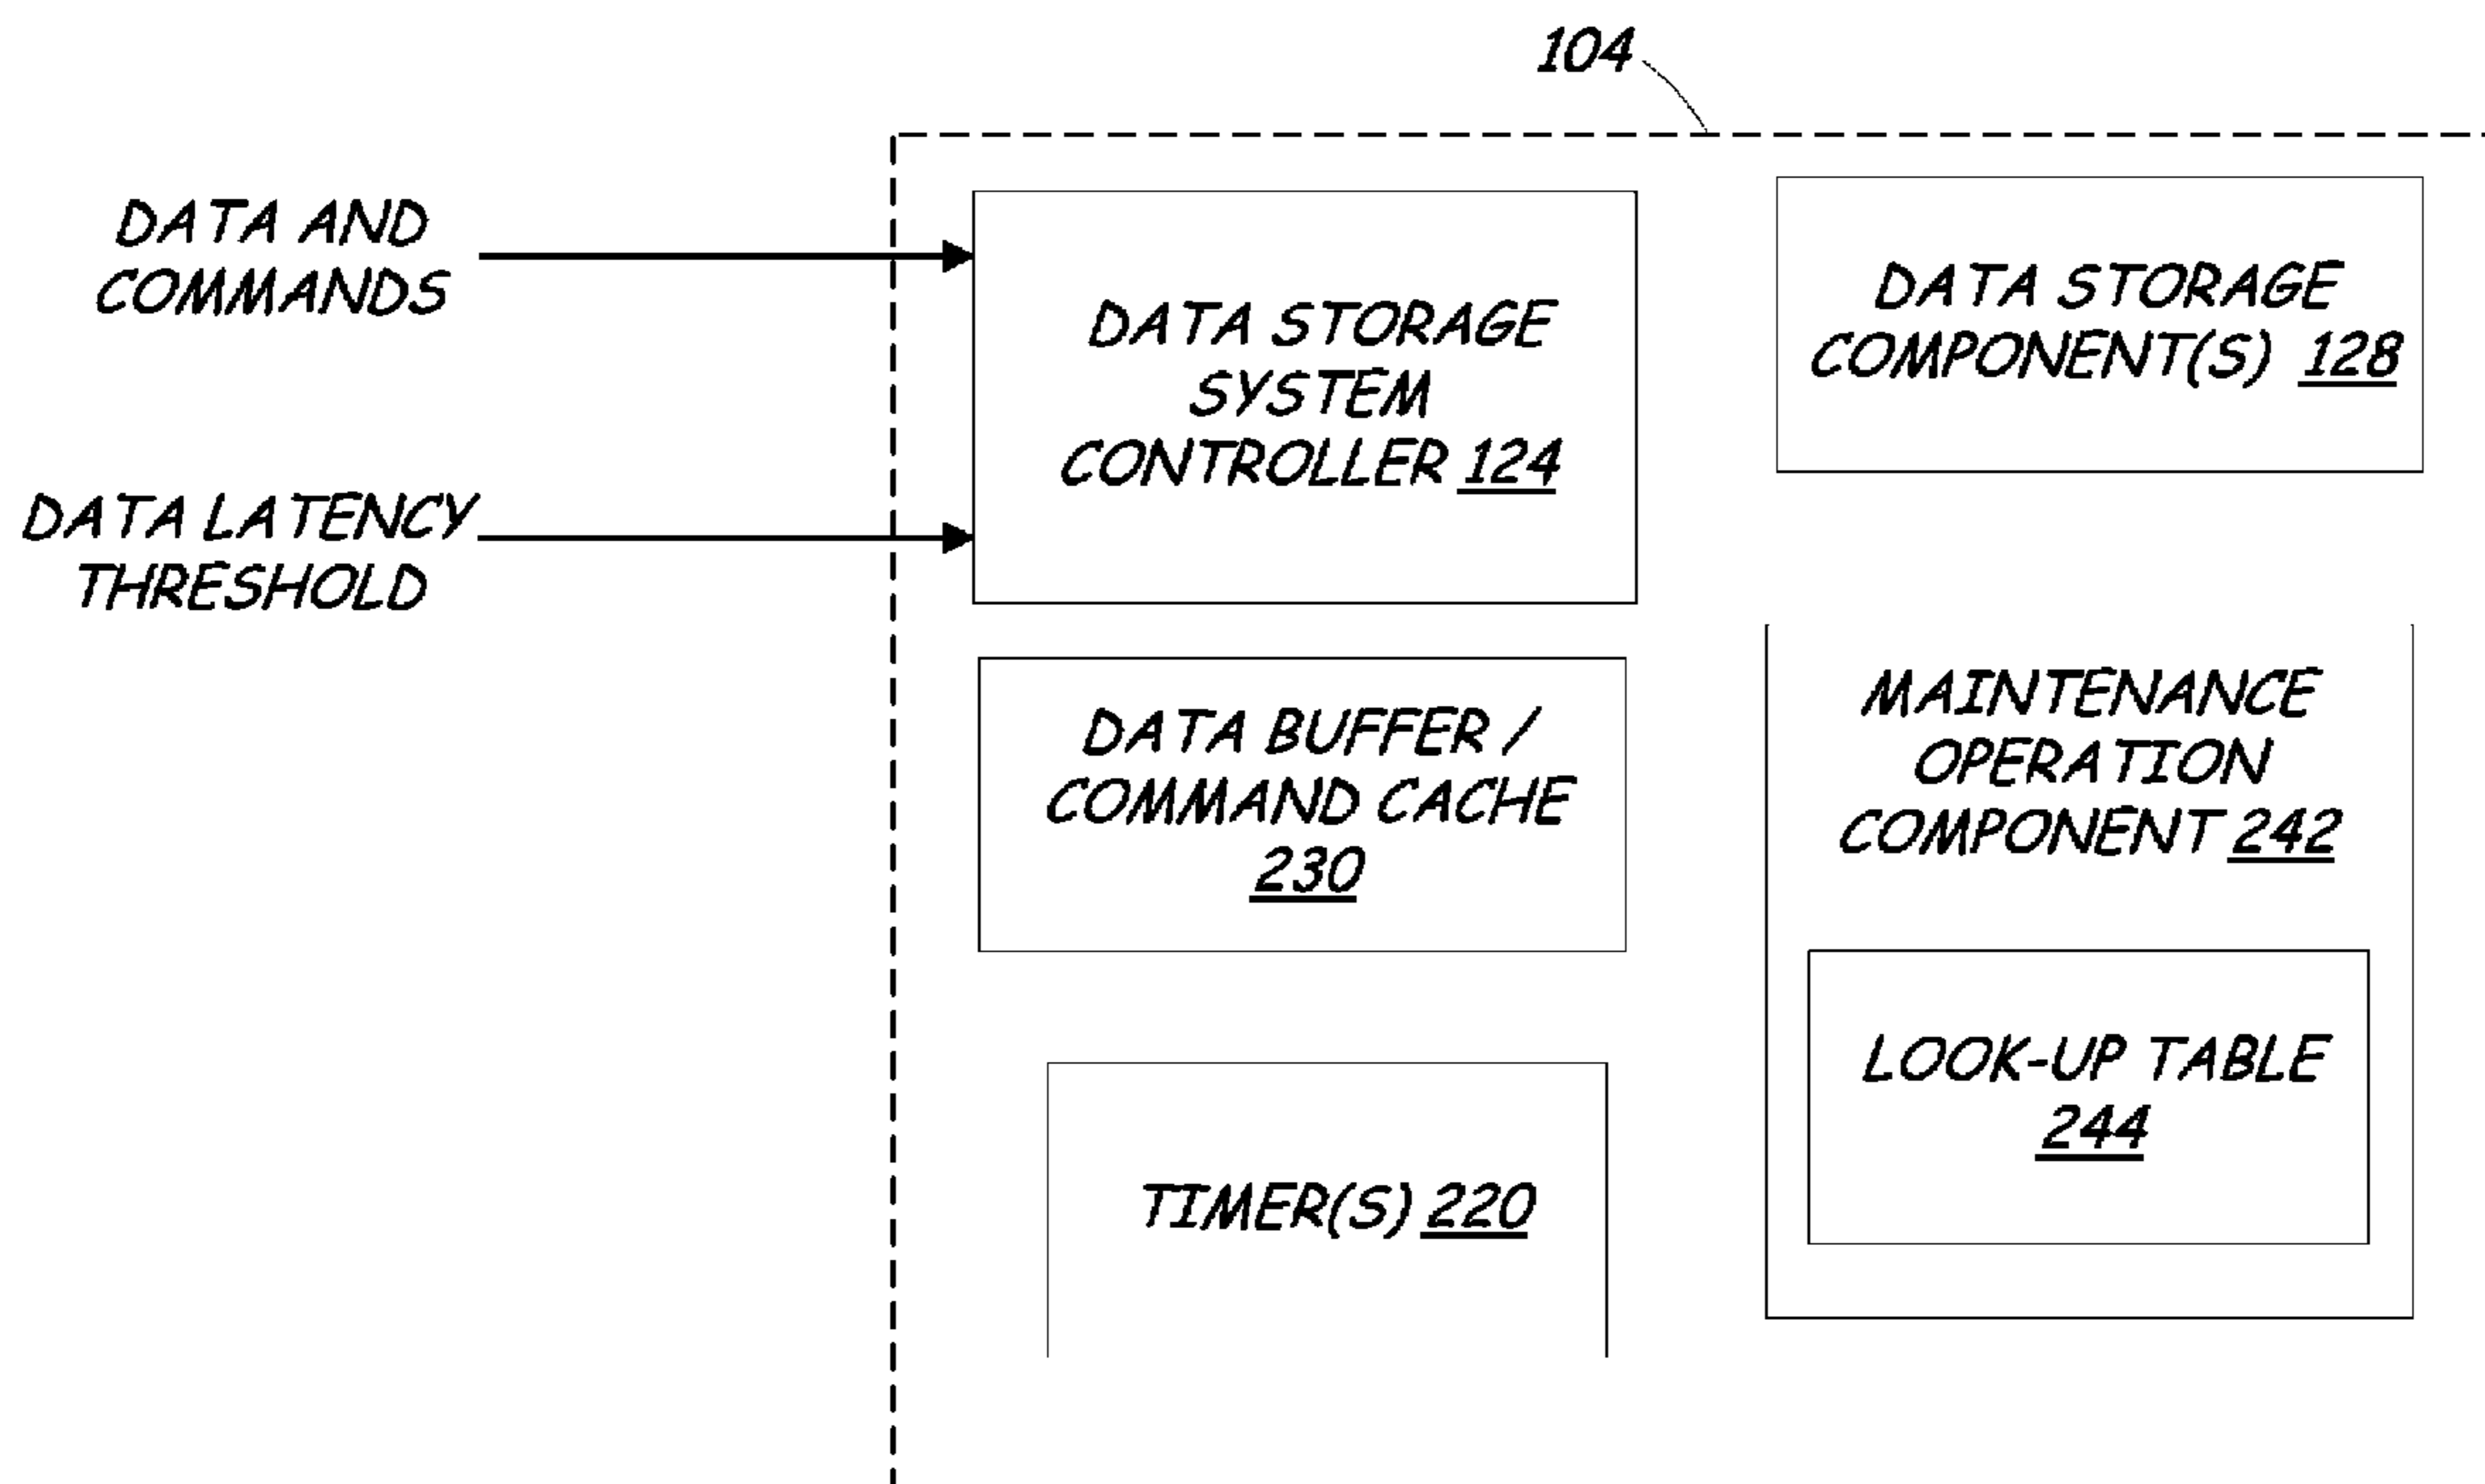 104
DATA AND
COMMANDS
DATA LATENCY
THRESHOLD
DATA STORAGE
SYSTEM
CONTROLLER 124
DATA STORAGE
COMPONENT(S) 128
DATA BUFFER /
COMMAND CACHE
230
MAINTENANCE
OPERATION
COMPONENT 242
LOOK-UP TABLE
244
TIMER(S) 220